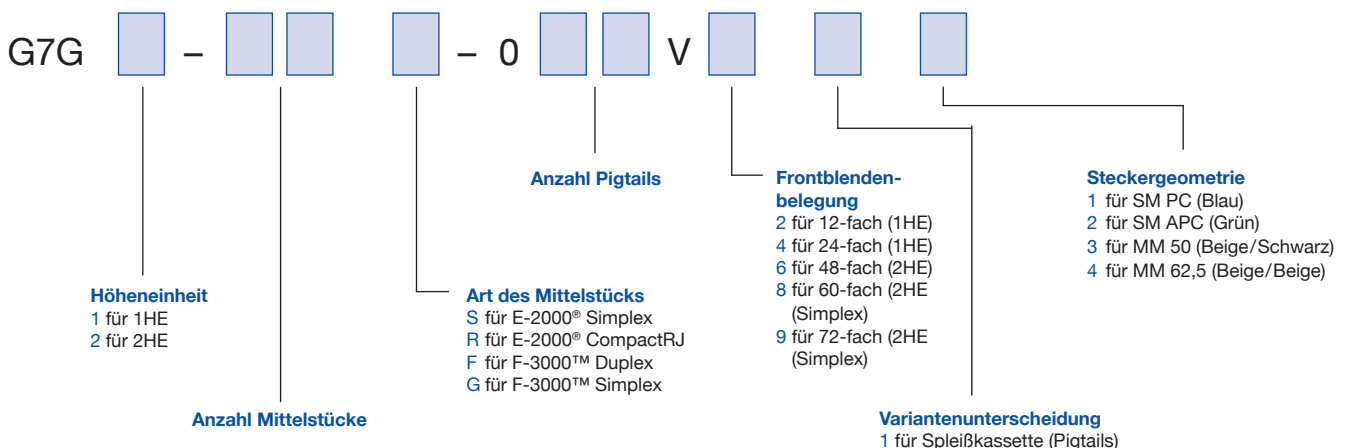 G7G – – 0 V
Anzahl Pigtails
Frontblenden-
belegung
2 für 12-fach (1HE)
4 für 24-fach (1HE)
6 für 48-fach (2HE)
8 für 60-fach (2HE
(Simplex)
9 für 72-fach (2HE
(Simplex)
Steckergeometrie
1 für SM PC (Blau)
2 für SM APC (Grün)
3 für MM 50 (Beige/Schwarz)
4 für MM 62,5 (Beige/Beige)
Höheneinheit
1 für 1HE
2 für 2HE
Art des Mittelstücks
S für E-2000® Simplex
R für E-2000® CompactRJ
F für F-3000™ Duplex
G für F-3000™ Simplex
Anzahl Mittelstücke
Variantenunterscheidung
1 für Spleißkassette (Pigtails)